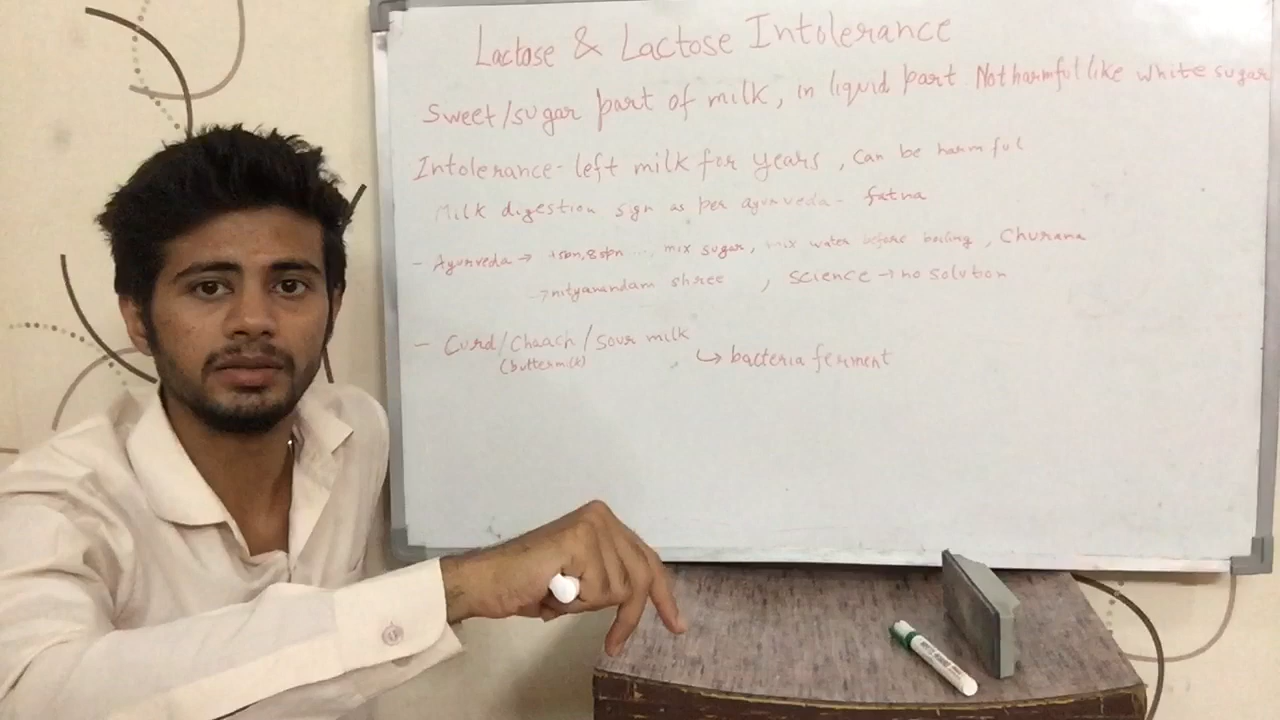 Lactose & Lactose Intolerance
Sweet/sugar part of milk, in liquid part Not harmful like white sugar
Intolerance - left milk for years, can be harmful
Milk digestion sign as per ayurveda - fatna
- Ayurveda → mix sugar, mix water before boiling, Churana
→ nityanandam shree , science → no solution
- Curd/Chaach/Sour milk
(buttermilk)
↳ bacteria ferment